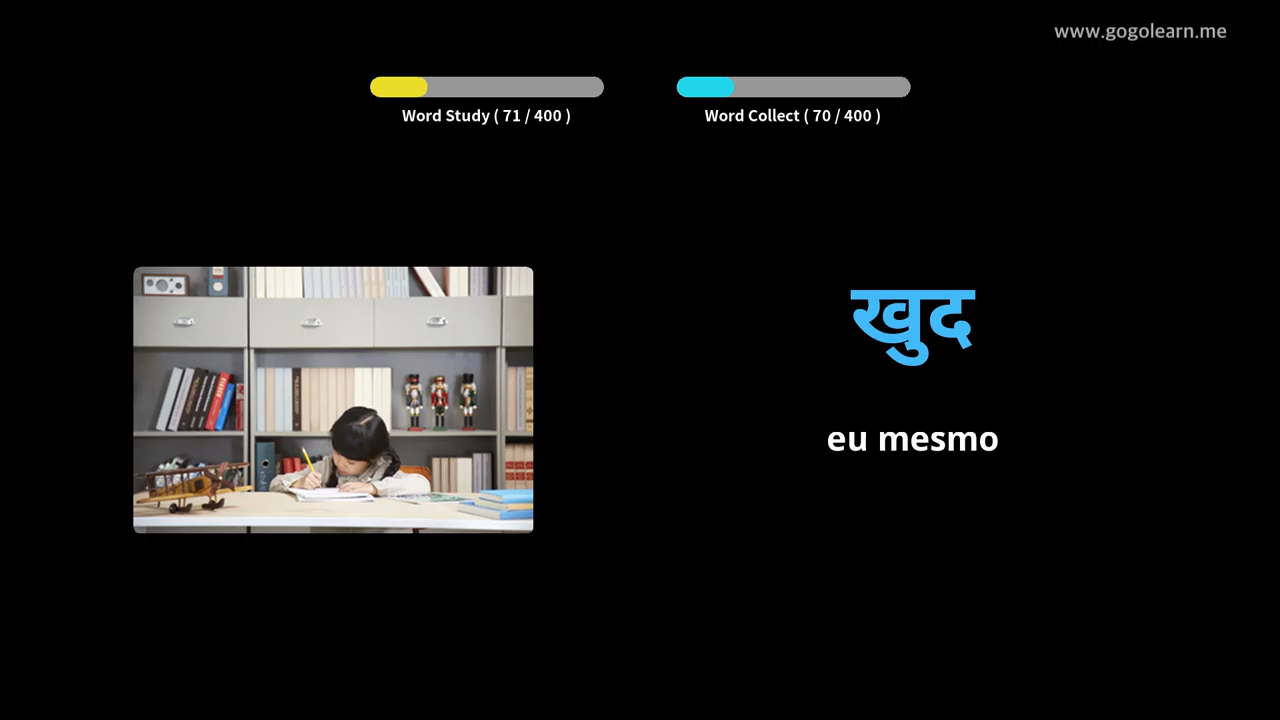 www.gogolearn.me
Word Study ( 71 / 400 )
Word Collect ( 70 / 400 )
खुद
eu mesmo